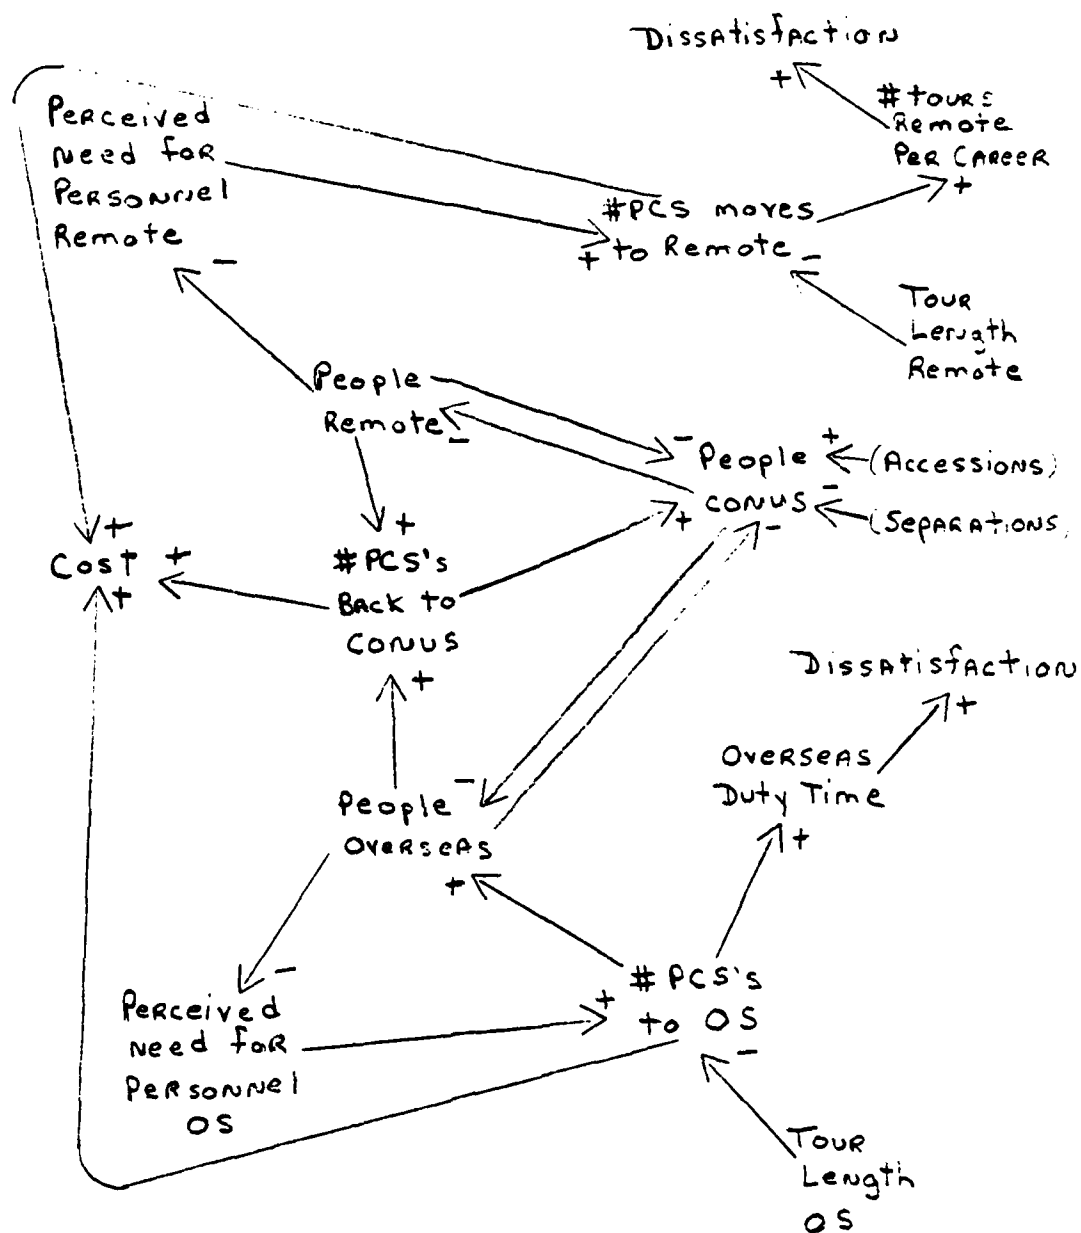 Dissatisfaction
+
# tours
Remote
Per Career
+
Perceived
need for
Personnel
Remote
-
#PCS moves
+ to Remote -
Tour
Length
Remote
People
Remote -
- People + (Accessions)
+ CONUS - (Separations)
-
+
Cost +
+
+
#PCS's
Back to
CONUS
+
Dissatisfaction
+
Overseas
Duty Time
+
People -
Overseas
+
-
Perceived
need for
Personnel
OS
# PCS's
+ to OS
-
Tour
Length
OS